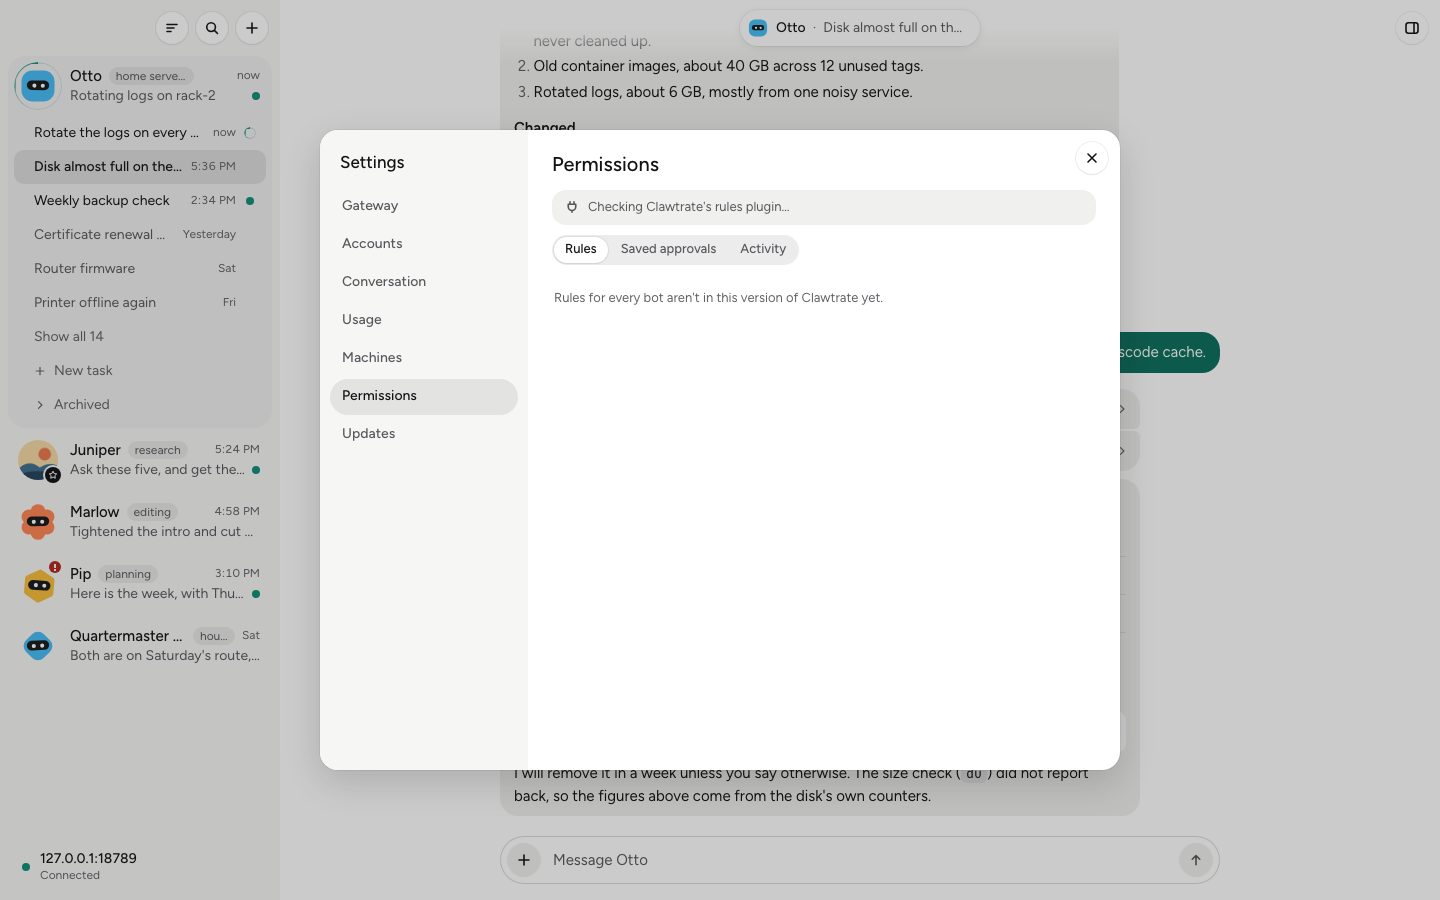 Otto
home serve...
now
Rotating logs on rack-2
Rotate the logs on every ...
now
Disk almost full on the...
5:36 PM
Weekly backup check
2:34 PM
Certificate renewal ...
Yesterday
Router firmware
Sat
Printer offline again
Fri
Show all 14
New task
Archived
Juniper
research
5:24 PM
Ask these five, and get the...
Marlow
editing
4:58 PM
Tightened the intro and cut ...
Pip
planning
3:10 PM
Here is the week, with Thu...
Quartermaster ...
hou...
Sat
Both are on Saturday's route,...
127.0.0.1:18789
Connected
Otto · Disk almost full on th...
never cleaned up.
2. Old container images, about 40 GB across 12 unused tags.
3. Rotated logs, about 6 GB, mostly from one noisy service.
Changed
Settings
Gateway
Accounts
Conversation
Usage
Machines
Permissions
Updates
Permissions
Checking Clawtrate's rules plugin...
Rules
Saved approvals
Activity
Rules for every bot aren't in this version of Clawtrate yet.
scode cache.
I will remove it in a week unless you say otherwise. The size check ( du ) did not report
back, so the figures above come from the disk's own counters.
Message Otto